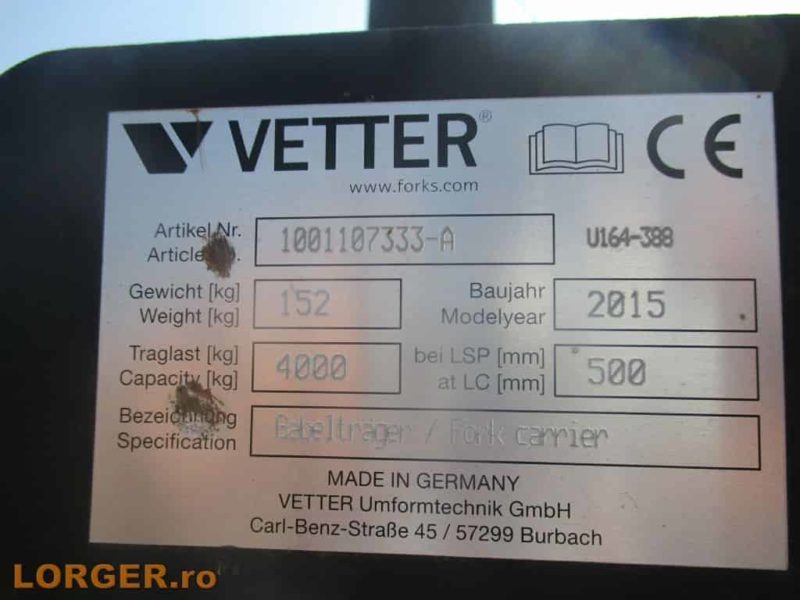 VETTER®
www.forks.com
CE
Artikel Nr.
Article No.
1001107333-A
U164-388
Gewicht [kg]
Weight [kg]
152
Baujahr
Modelyear
2015
Traglast [kg]
Capacity [kg]
4000
bei LSP [mm]
at LC [mm]
500
Bezeichnung
Specification
Gabelträger / Fork carrier
MADE IN GERMANY
VETTER Umformtechnik GmbH
Carl-Benz-Straße 45 / 57299 Burbach
LORGER.ro